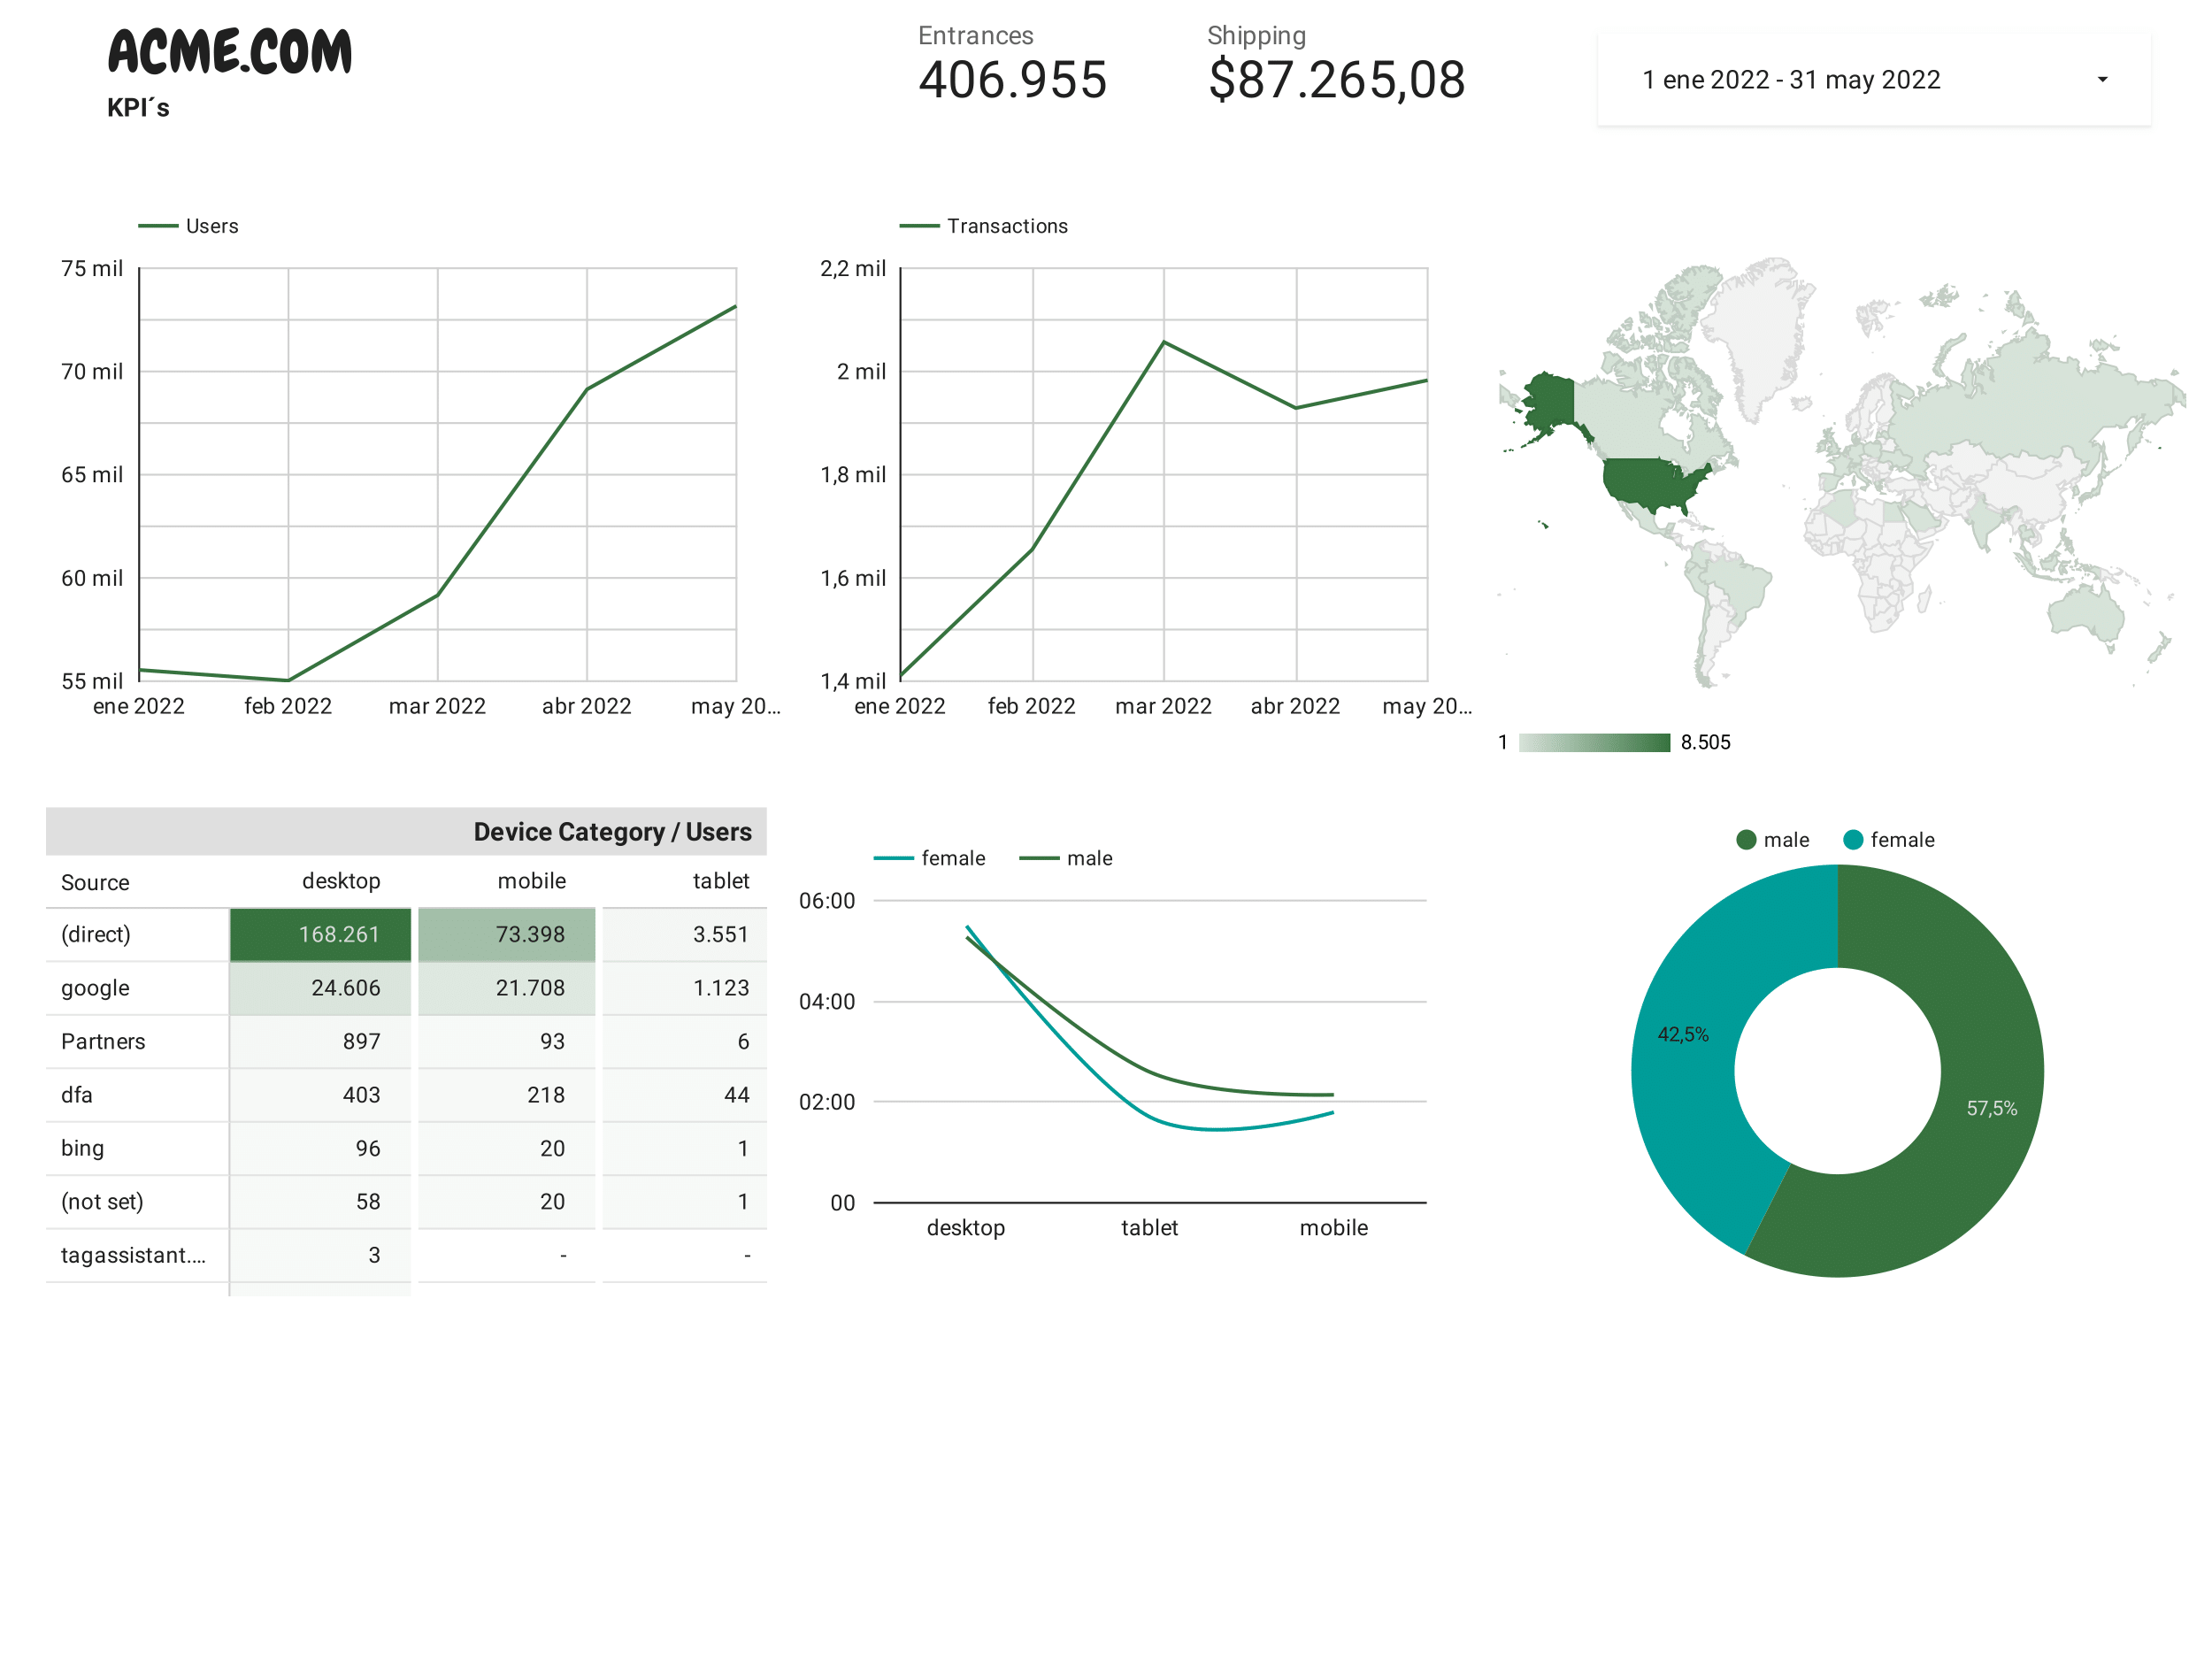 ACME.COM
KPI´s
Entrances
406.955
Shipping
$87.265,08
1 ene 2022 - 31 may 2022
Users
75 mil
70 mil
65 mil
60 mil
55 mil
ene 2022 feb 2022 mar 2022 abr 2022 may 20...
Transactions
2,2 mil
2 mil
1,8 mil
1,6 mil
1,4 mil
ene 2022 feb 2022 mar 2022 abr 2022 may 20...
1 8.505
Device Category / Users
Source desktop mobile tablet
(direct) 168.261 73.398 3.551
google 24.606 21.708 1.123
Partners 897 93 6
dfa 403 218 44
bing 96 20 1
(not set) 58 20 1
tagassistant.... 3 - -
female male
06:00
04:00
02:00
00
desktop tablet mobile
male female
42,5%
57,5%